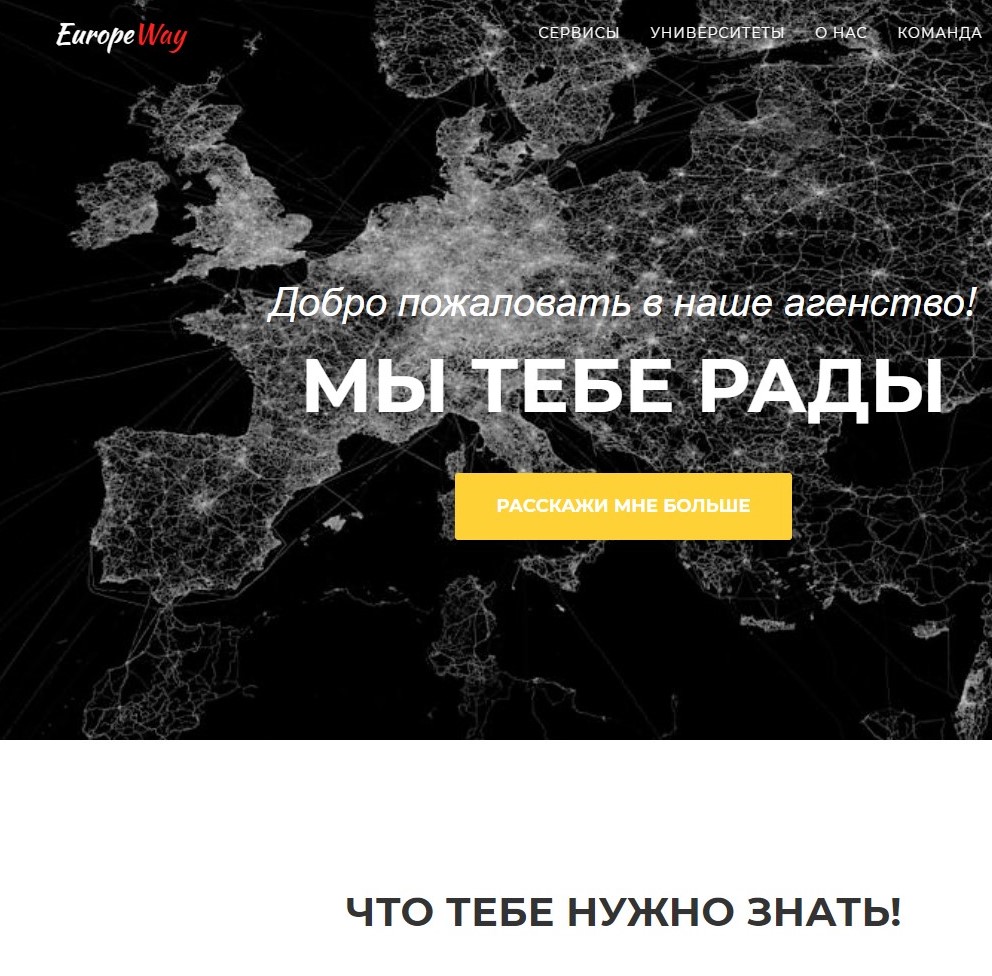 EuropeWay
СЕРВИСЫ УНИВЕРСИТЕТЫ О НАС КОМАНДА
Добро пожаловать в наше агенство!
МЫ ТЕБЕ РАДЫ
РАССКАЖИ МНЕ БОЛЬШЕ
ЧТО ТЕБЕ НУЖНО ЗНАТЬ!